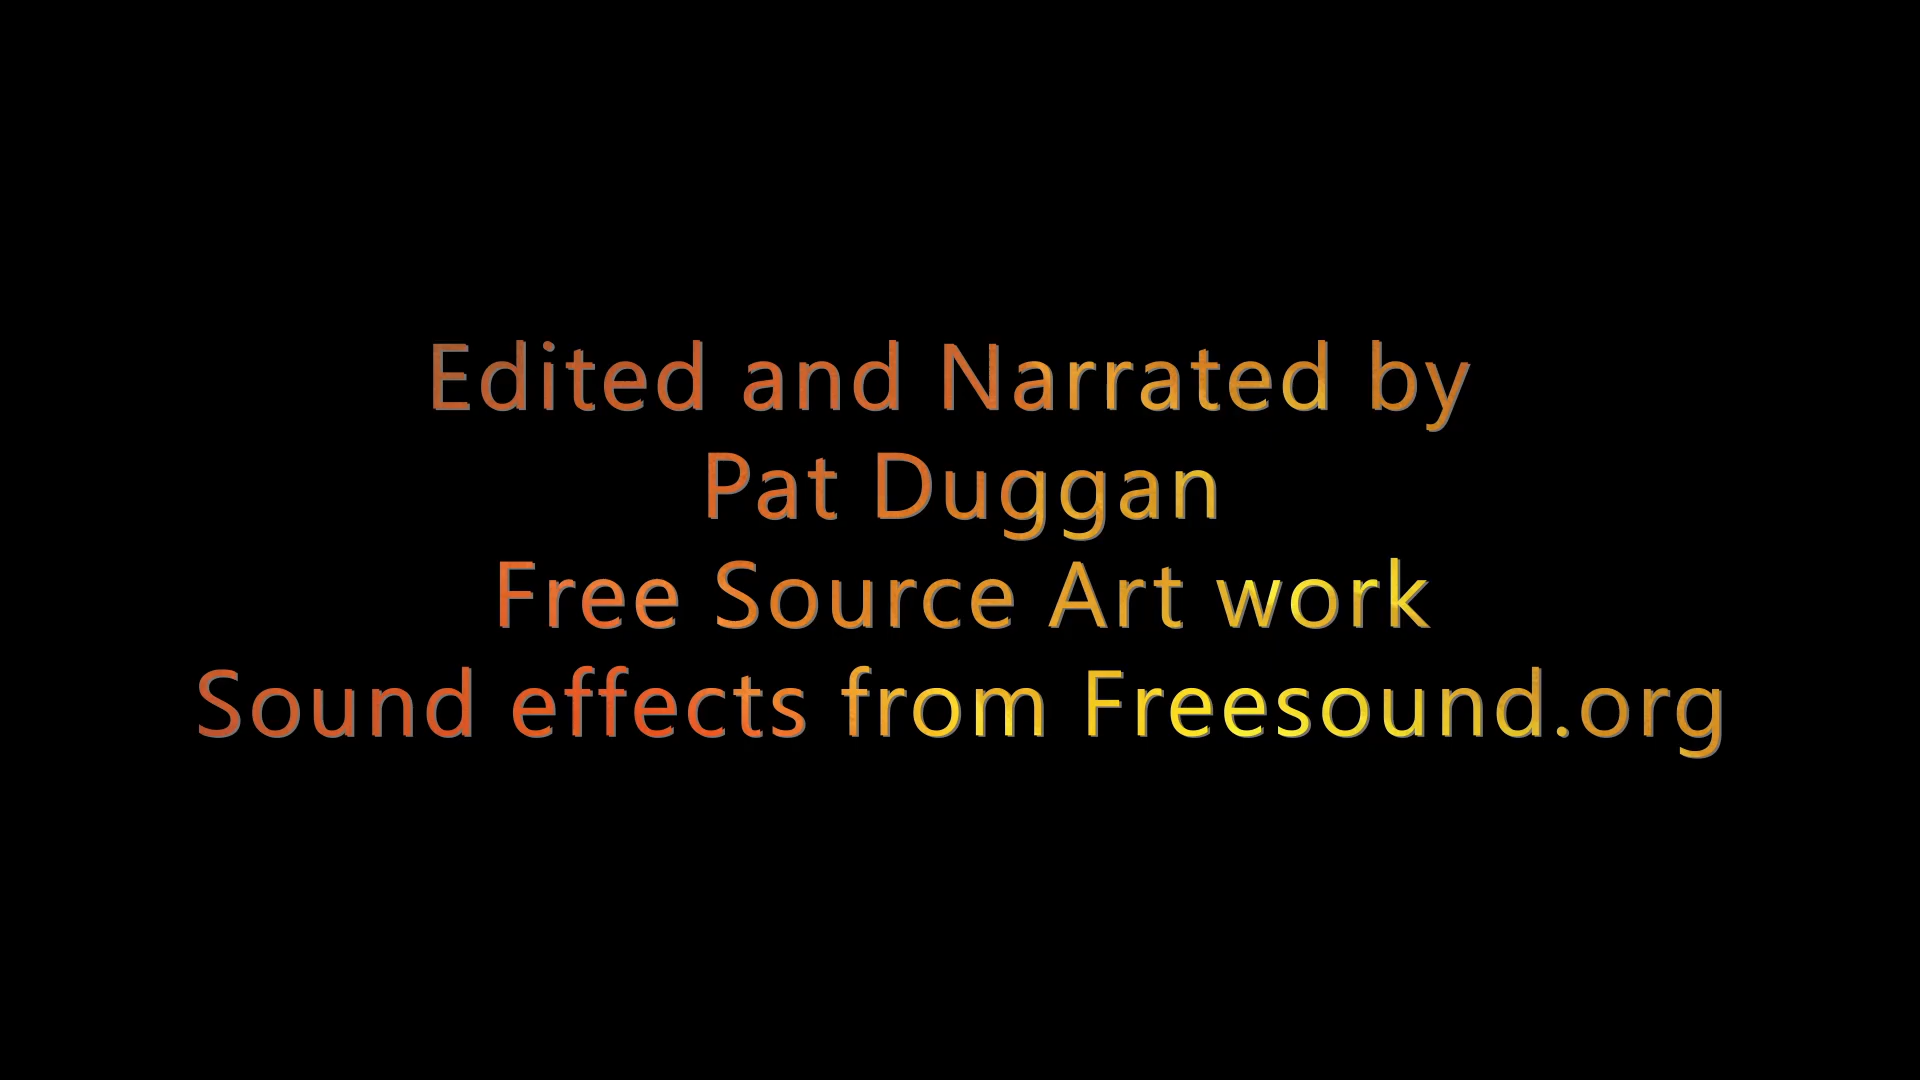 Edited and Narrated by
Pat Duggan
Free Source Art work
Sound effects from Freesound.org